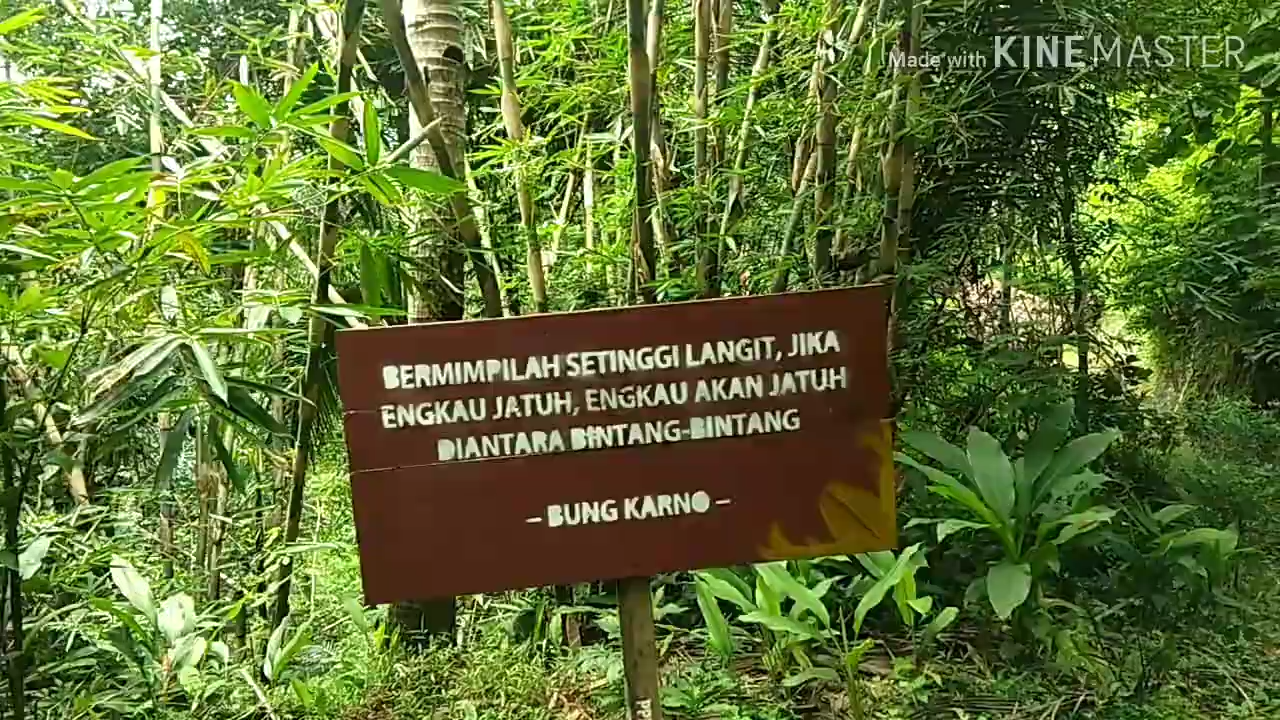 Made with KINEMASTER
BERMIMPILAH SETINGGI LANGIT, JIKA
ENGKAU JATUH, ENGKAU AKAN JATUH
DIANTARA BINTANG-BINTANG
– BUNG KARNO –